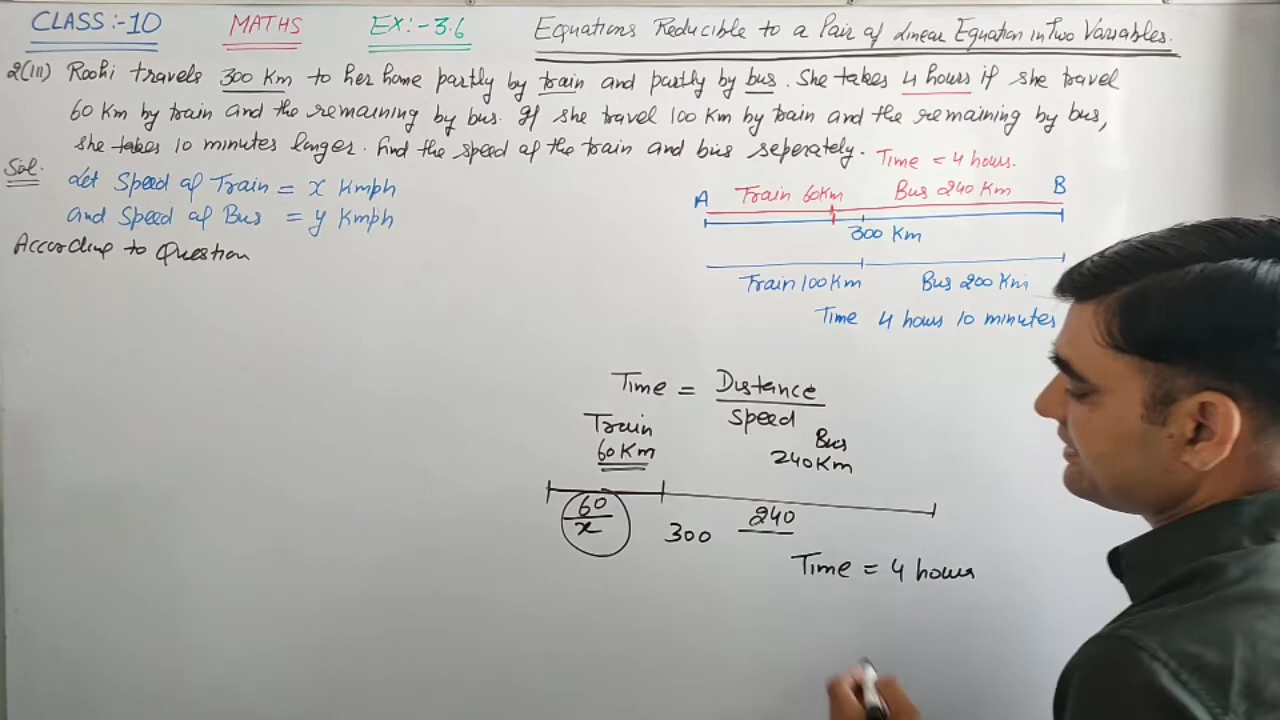 CLASS:-10 MATHS EX:-3.6 Equations Reducible to a Pair of Linear Equation in Two Variables.
2(iii) Roohi travels 300 Km to her home partly by train and partly by bus. She takes 4 hours if she travel
60 Km by train and the remaining by bus. If she travel 100 Km by train and the remaining by bus,
she takes 10 minutes longer. Find the speed of the train and bus seperately.
Sol.
Let Speed of Train = x Kmph
and Speed of Bus = y Kmph
According to Question
Time = 4 hours.
A Train 60Km Bus 240 Km B
300 Km
Train 100Km Bus 200 Km
Time 4 hours 10 minutes
Time = Distance
Speed
Train Bus
60 Km 240 Km
60 240
x 300
Time = 4 hours